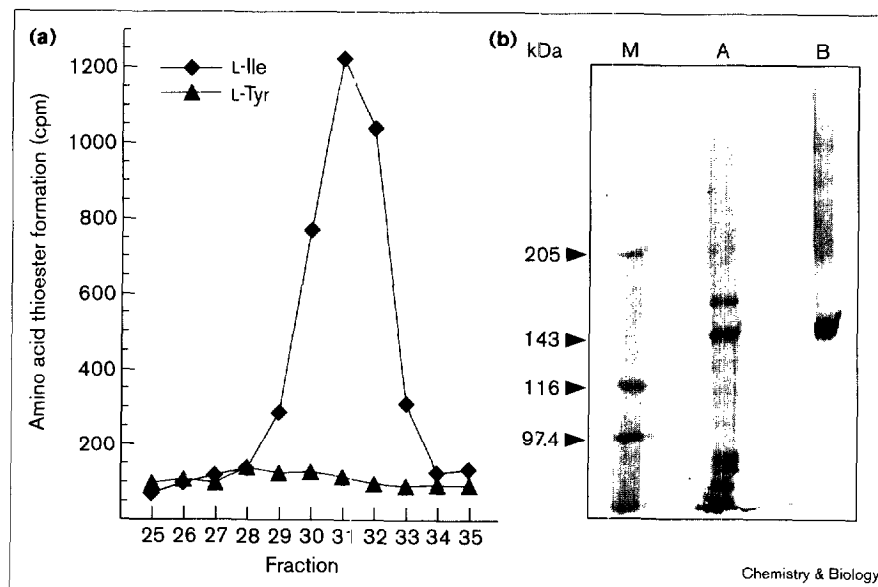 (a)
Amino acid thioester formation (cpm)
1200
1000
800
600
400
200
L-Ile
L-Tyr
25 26 27 28 29 30 31 32 33 34 35
Fraction
(b)
kDa M A B
205
143
116
97.4
Chemistry & Biology